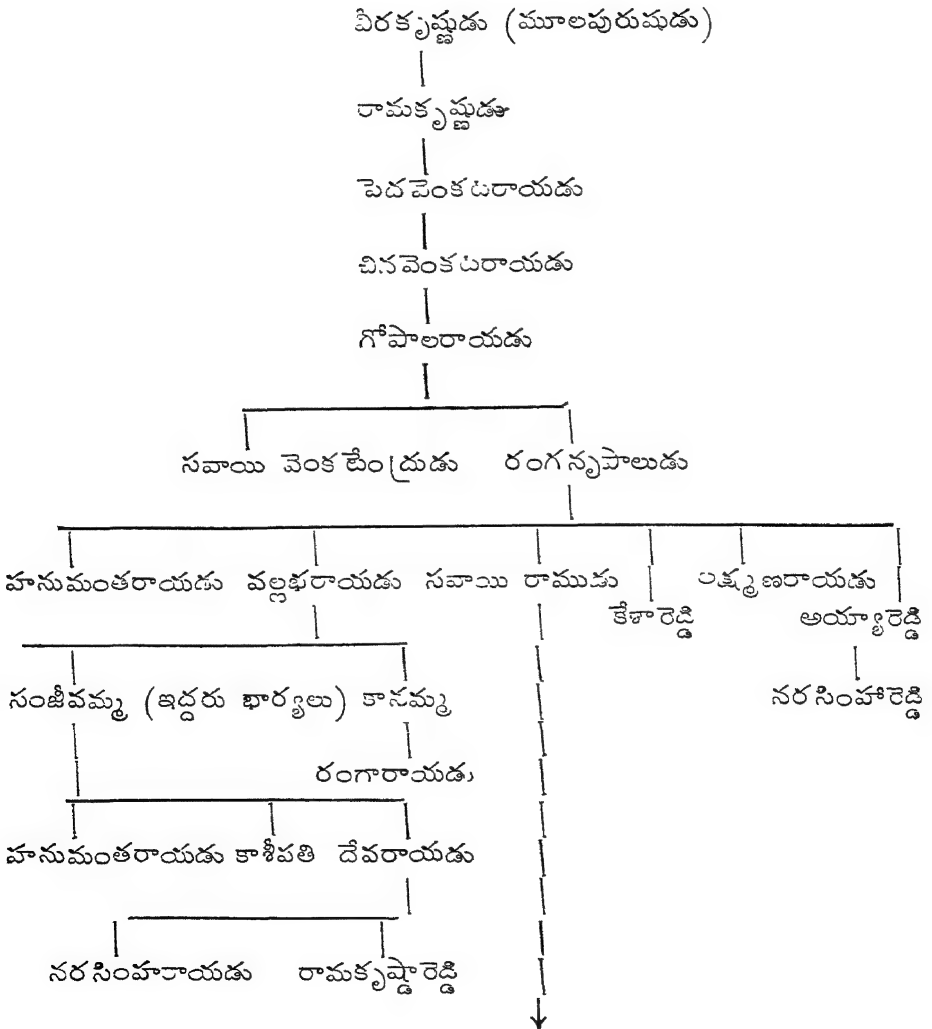 వీరకృష్ణుడు (మూలపురుషుడు)
రామకృష్ణుడు
పెదవెంకటరాయడు
చినవెంకటరాయడు
గోపాలరాయడు
సవాయి వెంకటేంద్రుడు రంగనృపాలుడు
హనుమంతరాయడు వల్లభరాయడు సవాయి రాముడు లక్ష్మణరాయడు
కేశారెడ్డి అయ్యారెడ్డి
సంజీవమ్మ (ఇద్దరు భార్యలు) కానమ్మ నరసింహారెడ్డి
రంగారాయడు
హనుమంతరాయడు కాశీపతి దేవరాయడు
నరసింహరాయడు రామకృష్ణారెడ్డి